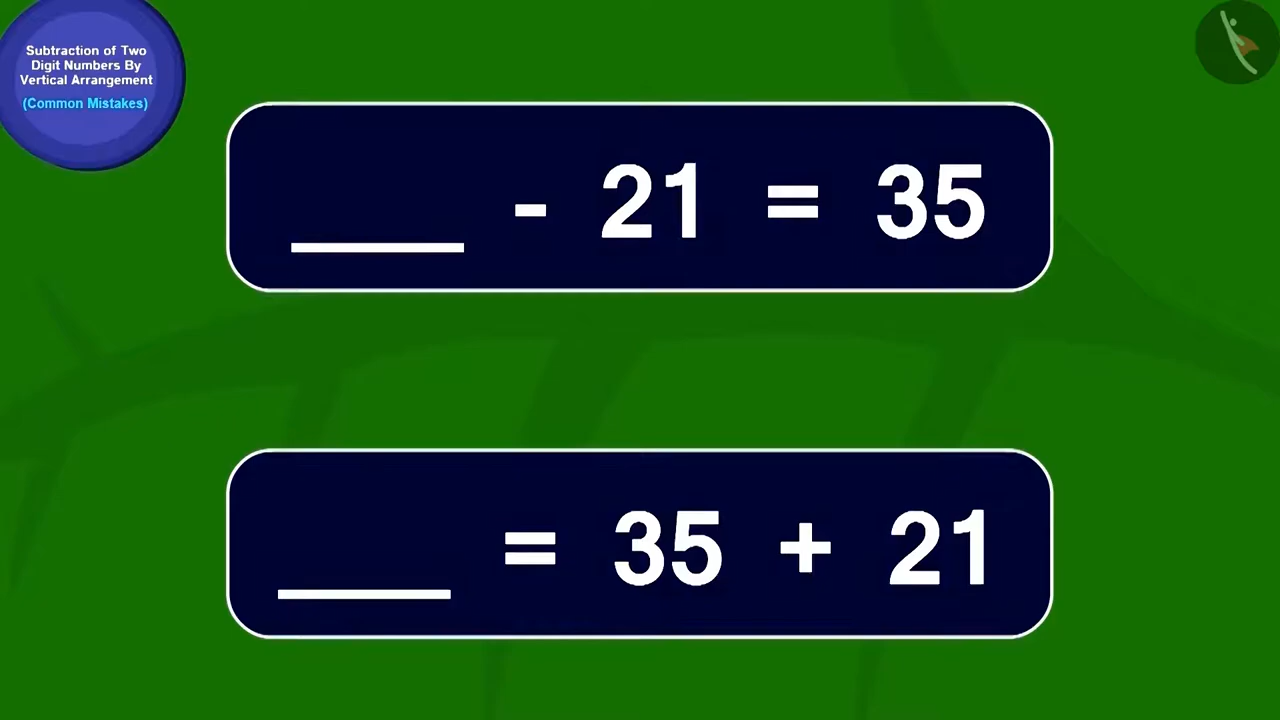 Subtraction of Two
Digit Numbers By
Vertical Arrangement
(Common Mistakes)
___ - 21 = 35
___ = 35 + 21